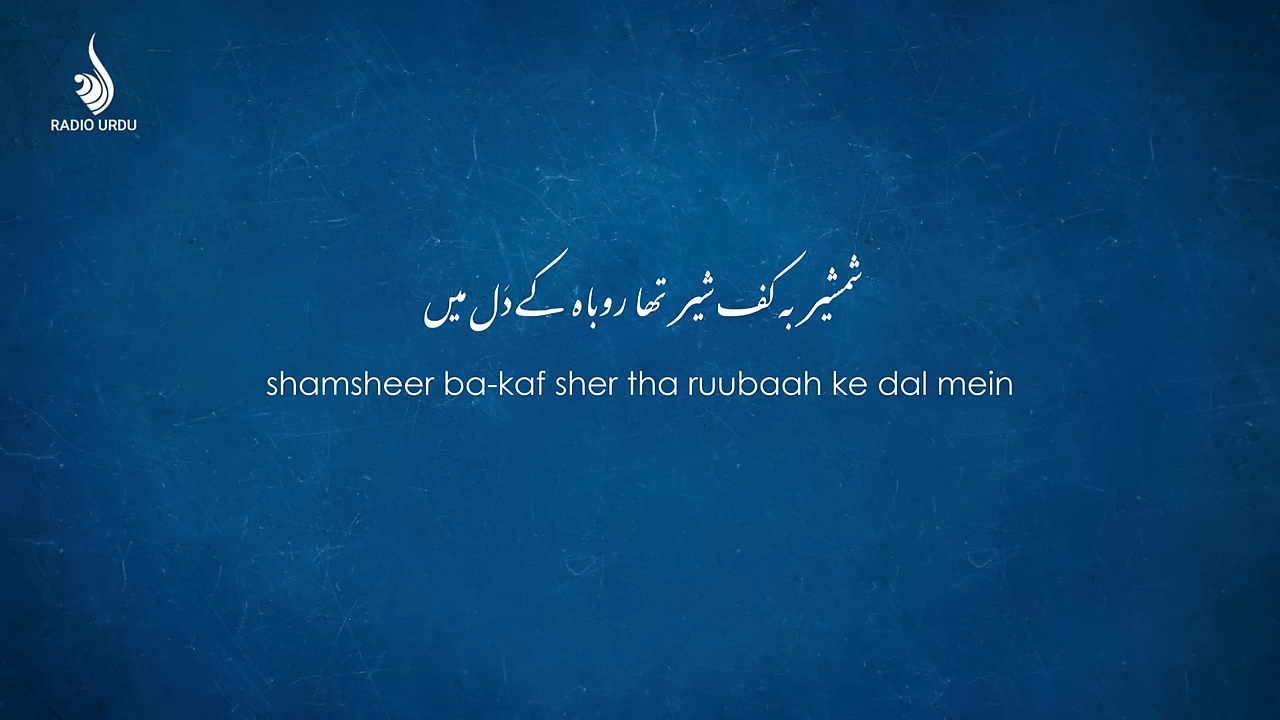 RADIO URDU
شمشیر بہ کف شیر تھا روباہ کے دَل میں
shamsheer ba-kaf sher tha ruubaah ke dal mein